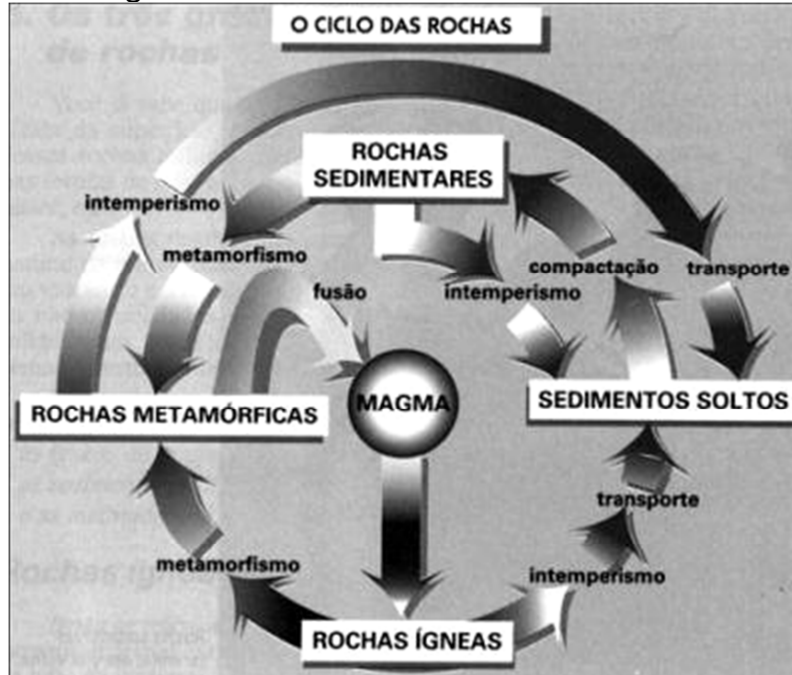 O CICLO DAS ROCHAS
ROCHAS
SEDIMENTARES
intemperismo
metamorfismo
fusão
intemperismo
compactação
transporte
ROCHAS METAMÓRFICAS
MAGMA
SEDIMENTOS SOLTOS
transporte
metamorfismo
intemperismo
ROCHAS ÍGNEAS